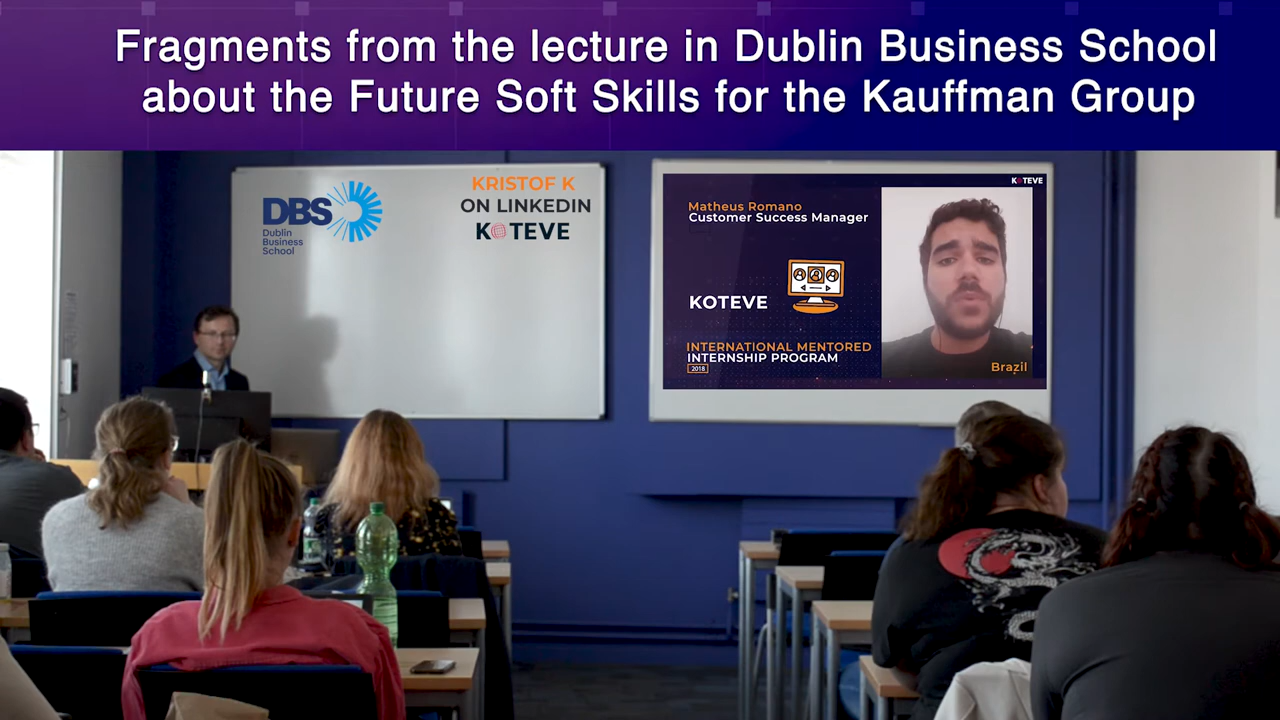 Fragments from the lecture in Dublin Business School
about the Future Soft Skills for the Kauffman Group
DBS
Dublin
Business
School
KRISTOF K
ON LINKEDIN
KOTEVE
KOTEVE
Matheus Romano
Customer Success Manager
KOTEVE
INTERNATIONAL MENTORED
INTERNSHIP PROGRAM
2018
Brazil